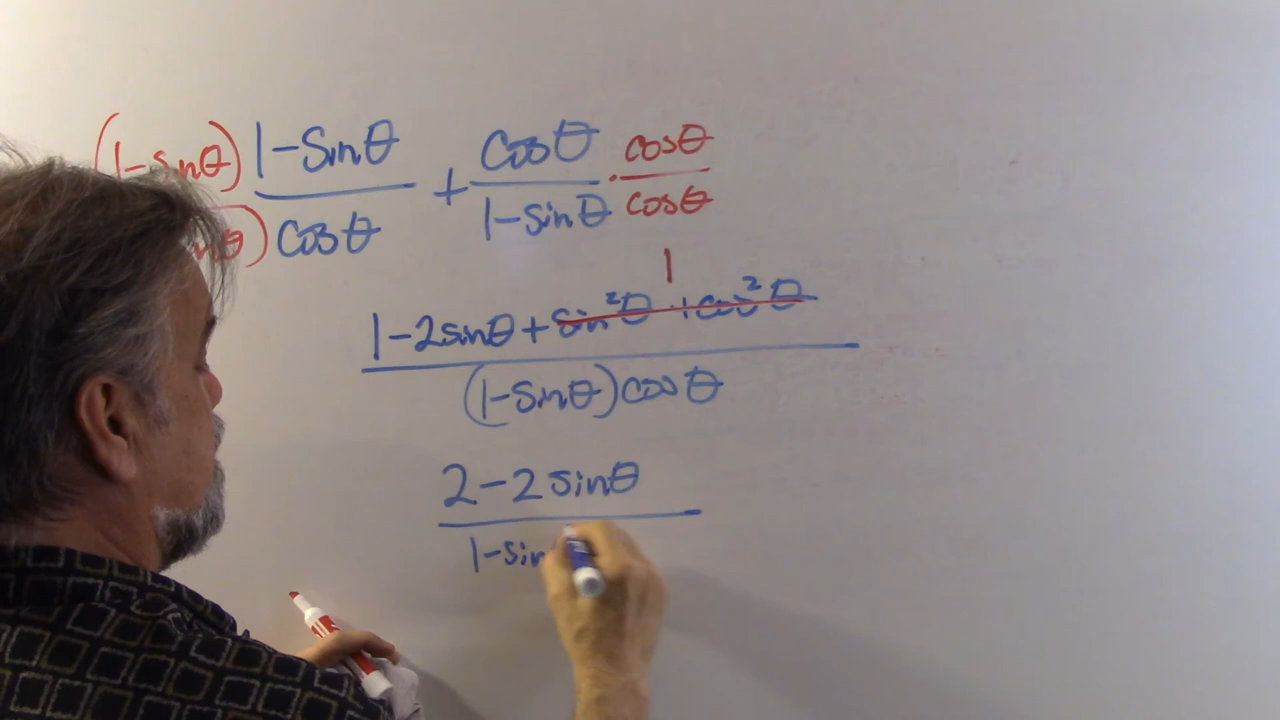 (1-sinθ) 1-Sinθ + Cosθ · cosθ
nθ) Cosθ 1-Sinθ cosθ
1
1-2sinθ+sin²θ+cos²θ
(1-Sinθ)cosθ
2-2sinθ
1-sin